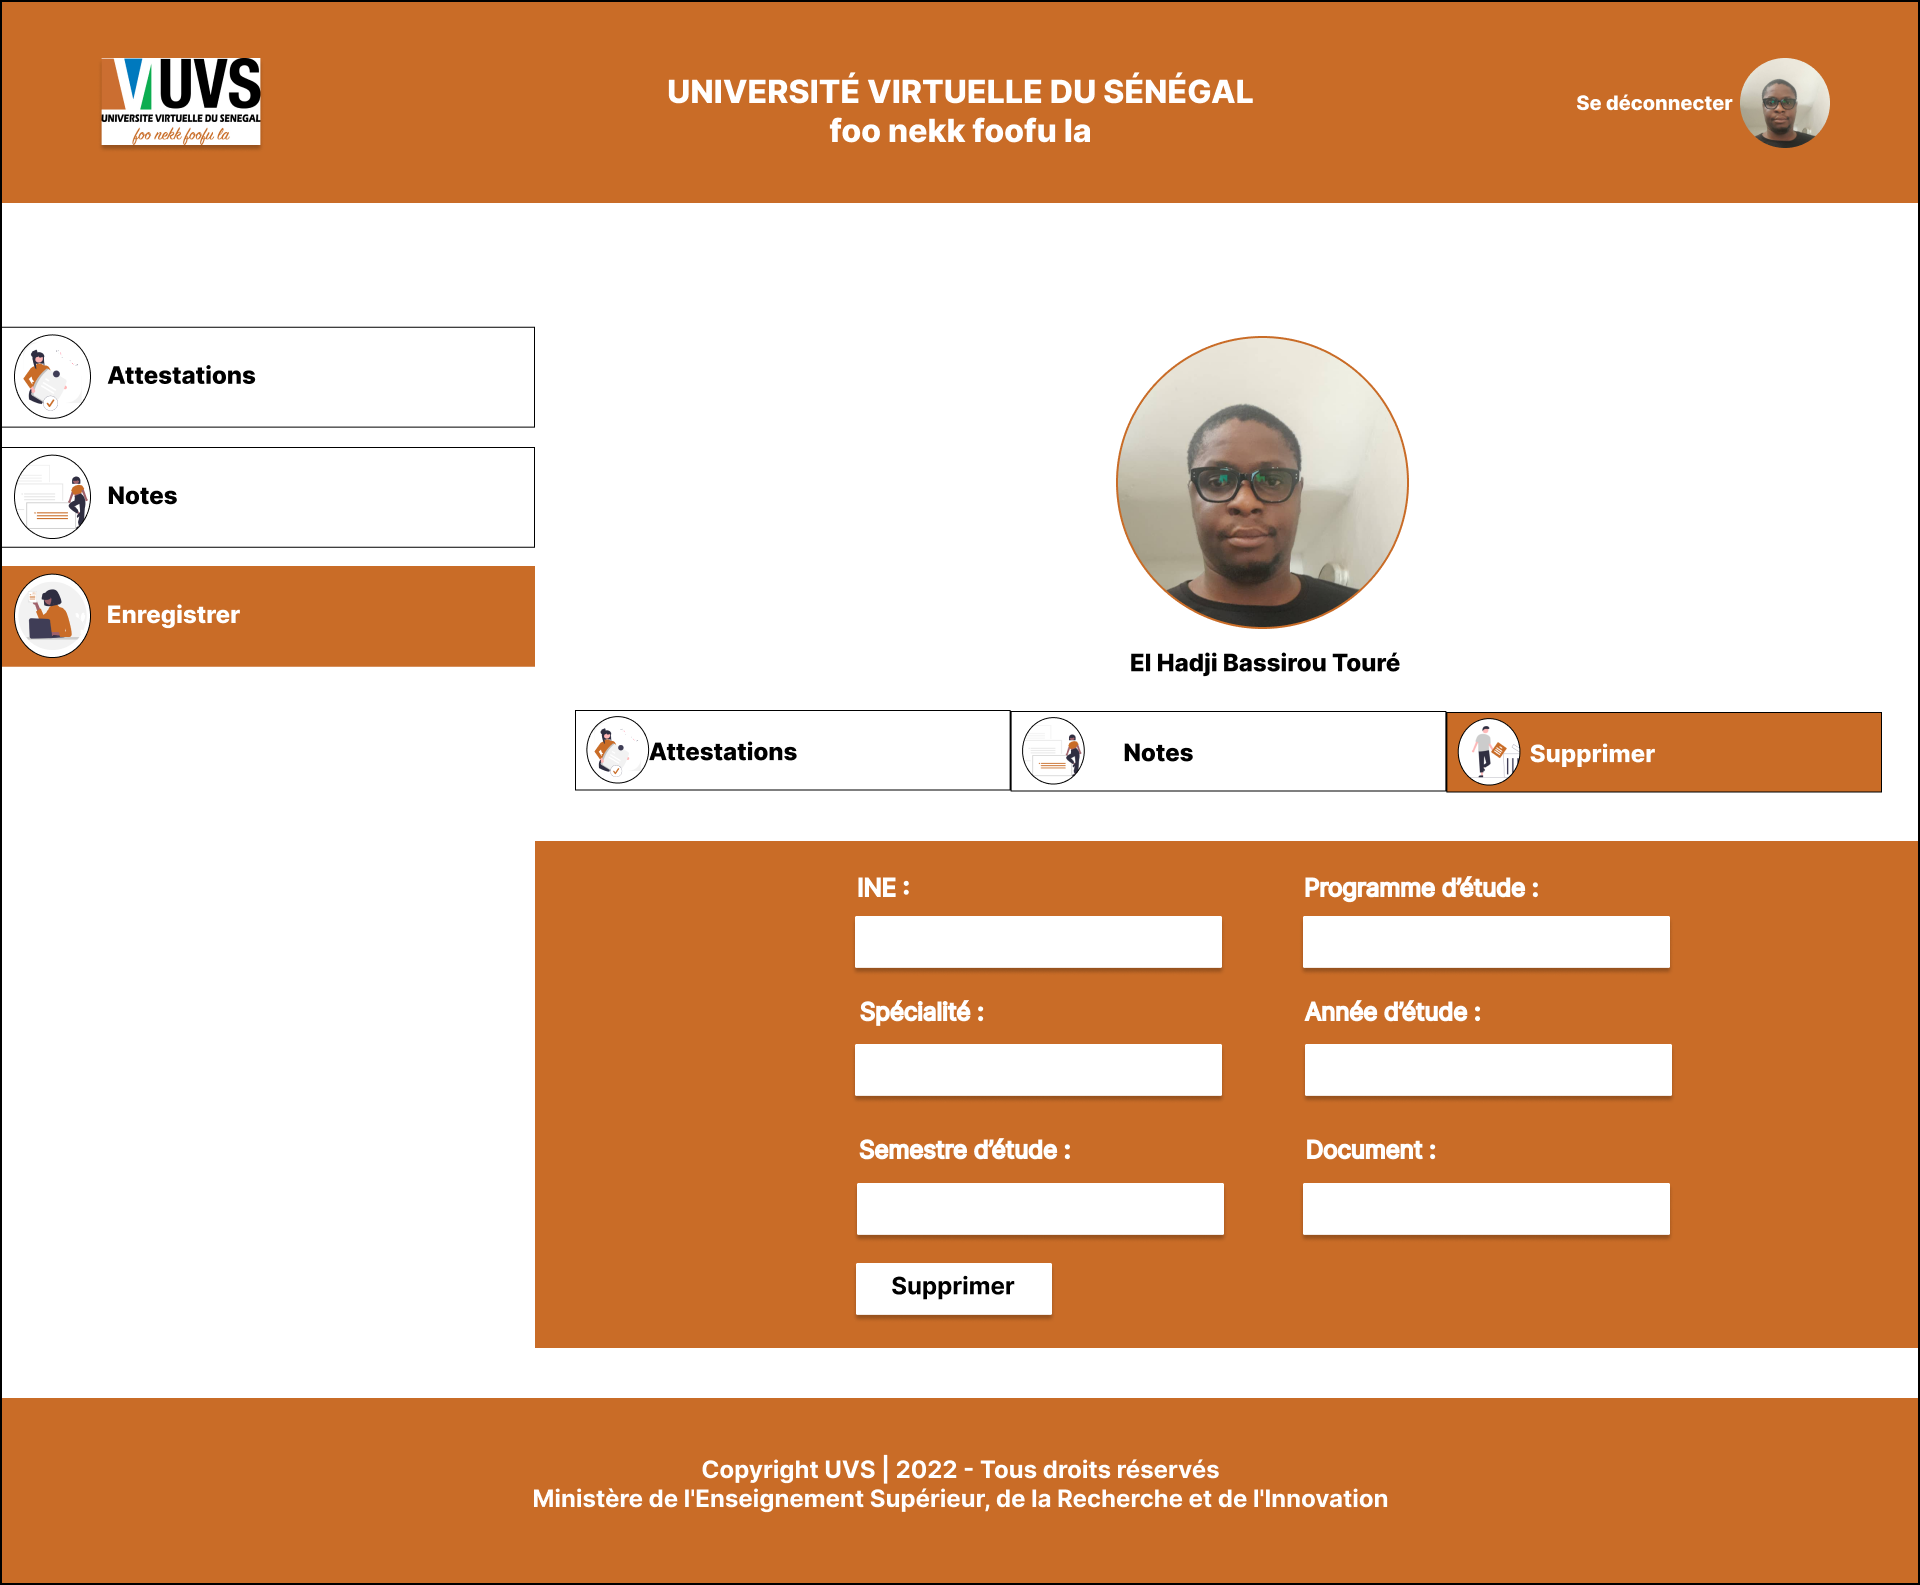 UVS
UNIVERSITE VIRTUELLE DU SENEGAL
foo nekk foofu la
UNIVERSITÉ VIRTUELLE DU SÉNÉGAL
foo nekk foofu la
Se déconnecter
Attestations
Notes
Enregistrer
El Hadji Bassirou Touré
Attestations
Notes
Supprimer
INE :
Programme d’étude :
Spécialité :
Année d’étude :
Semestre d’étude :
Document :
Supprimer
Copyright UVS | 2022 - Tous droits réservés
Ministère de l'Enseignement Supérieur, de la Recherche et de l'Innovation